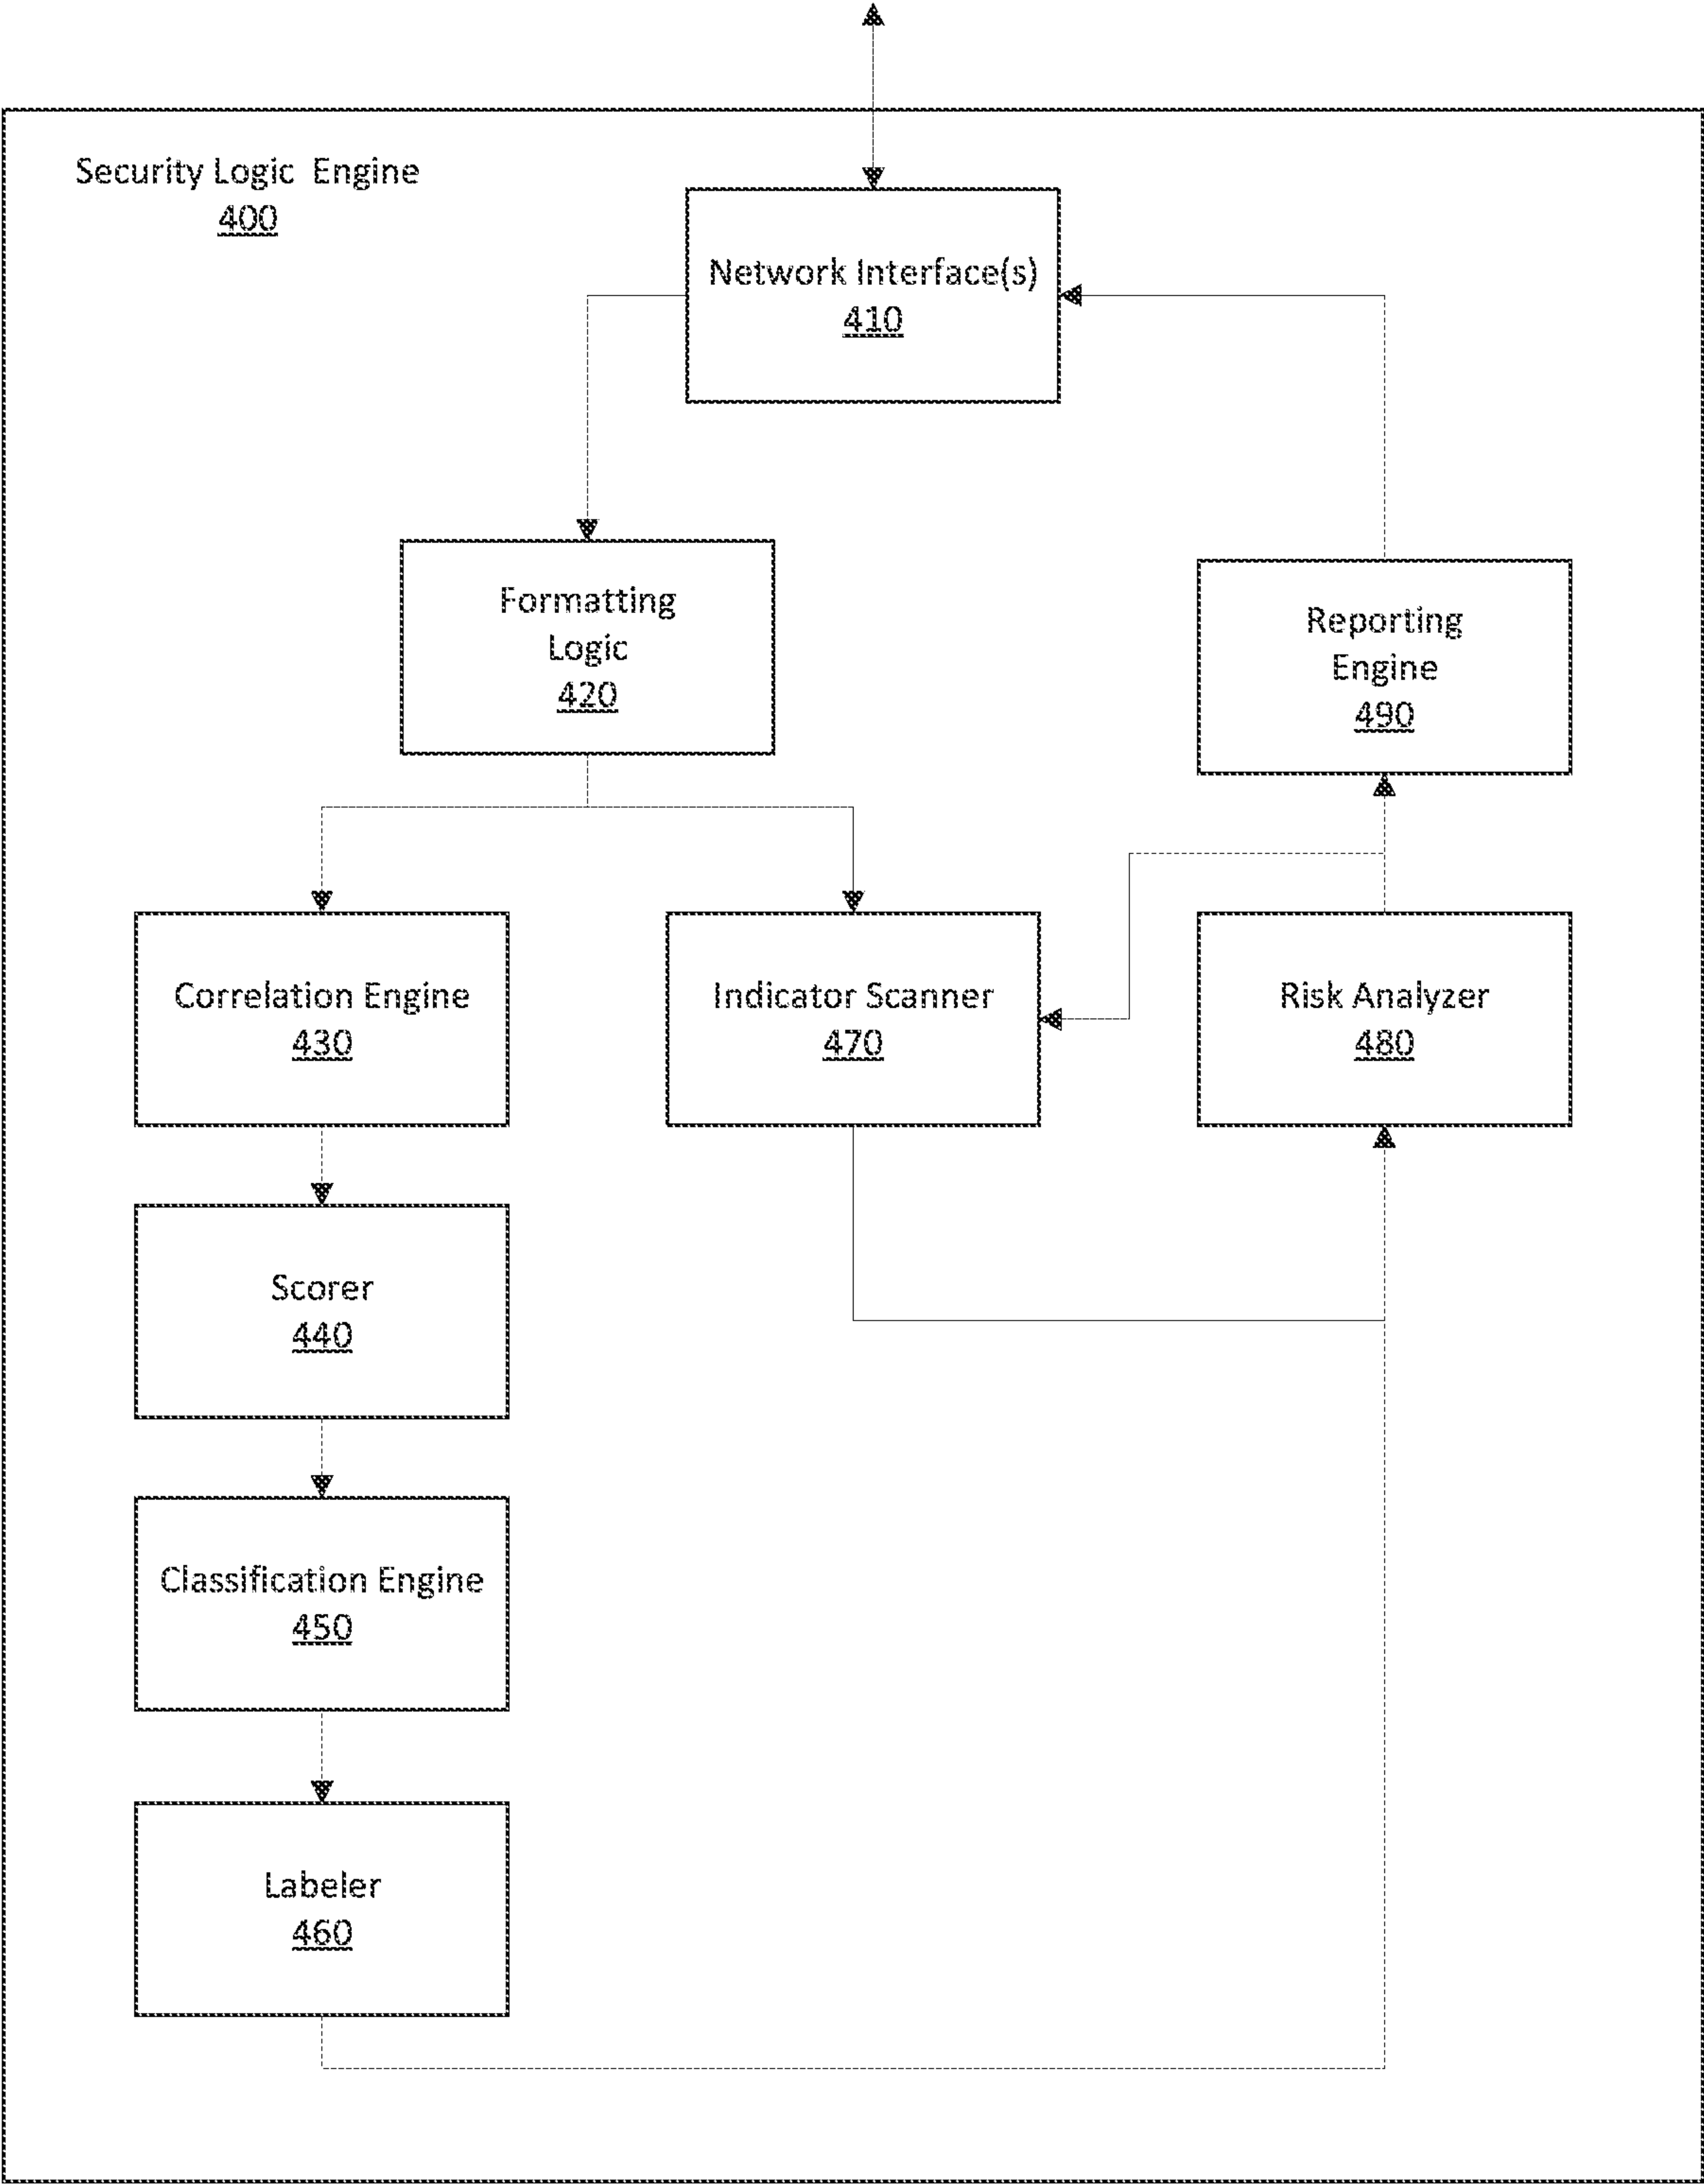 Security Logic Engine
400
Network Interface(s)
410
Formatting
Logic
420
Reporting
Engine
490
Correlation Engine
430
Indicator Scanner
470
Risk Analyzer
480
Scorer
440
Classification Engine
450
Labeler
460